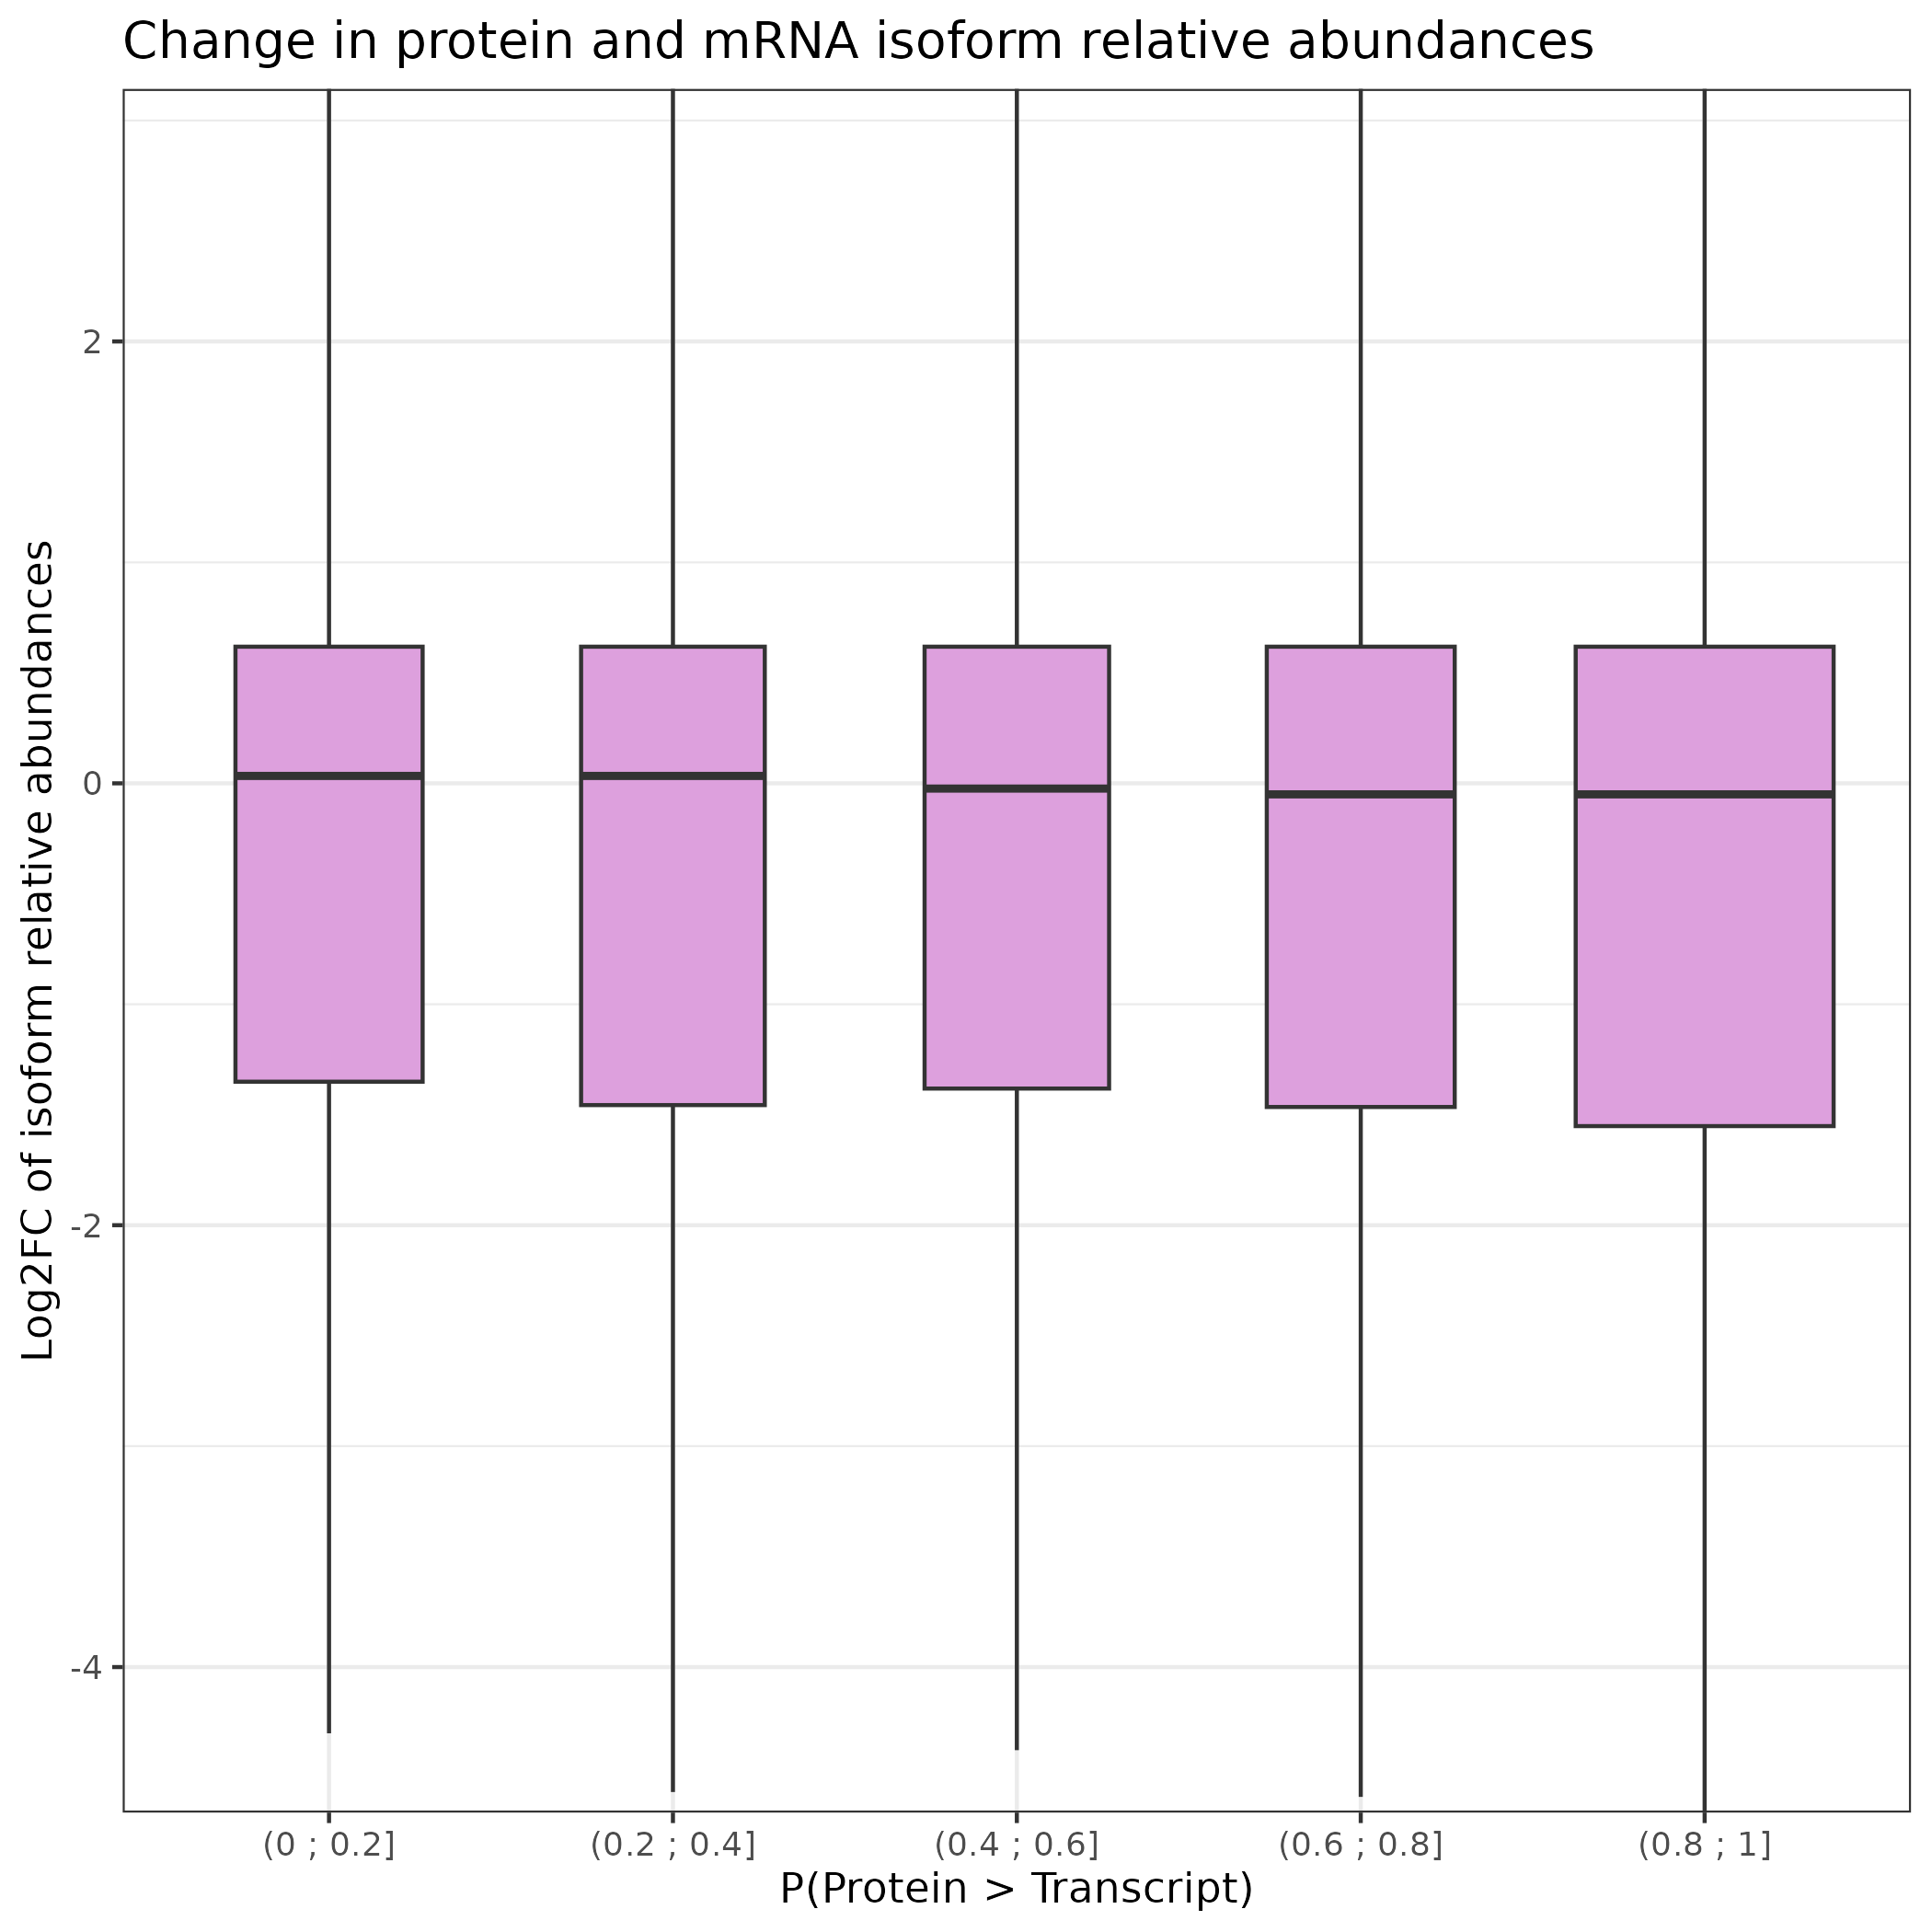 Change in protein and mRNA isoform relative abundances
Log2FC of isoform relative abundances
2
0
-2
-4
(0 ; 0.2]
(0.2 ; 0.4]
(0.4 ; 0.6]
(0.6 ; 0.8]
(0.8 ; 1]
P(Protein > Transcript)